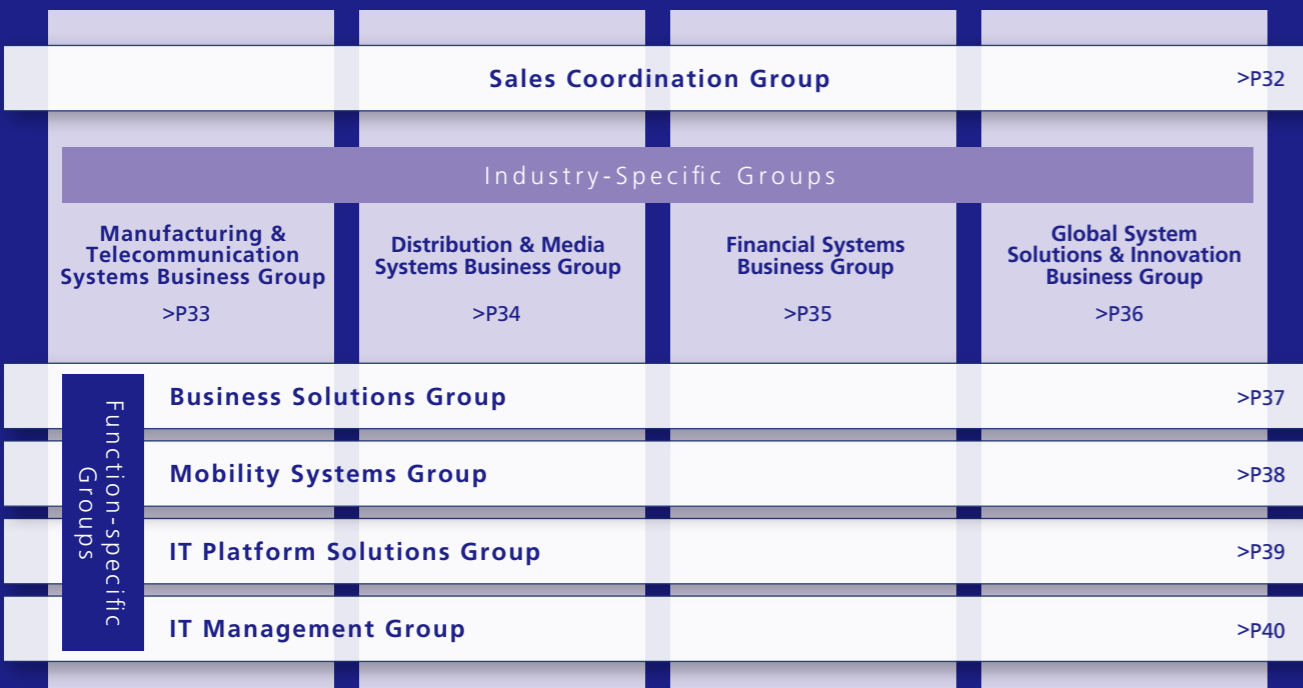 Sales Coordination Group >P32
Industry-Specific Groups
Manufacturing &
Telecommunication
Systems Business Group
>P33
Distribution & Media
Systems Business Group
>P34
Financial Systems
Business Group
>P35
Global System
Solutions & Innovation
Business Group
>P36
Function-specific
Groups
Business Solutions Group >P37
Mobility Systems Group >P38
IT Platform Solutions Group >P39
IT Management Group >P40